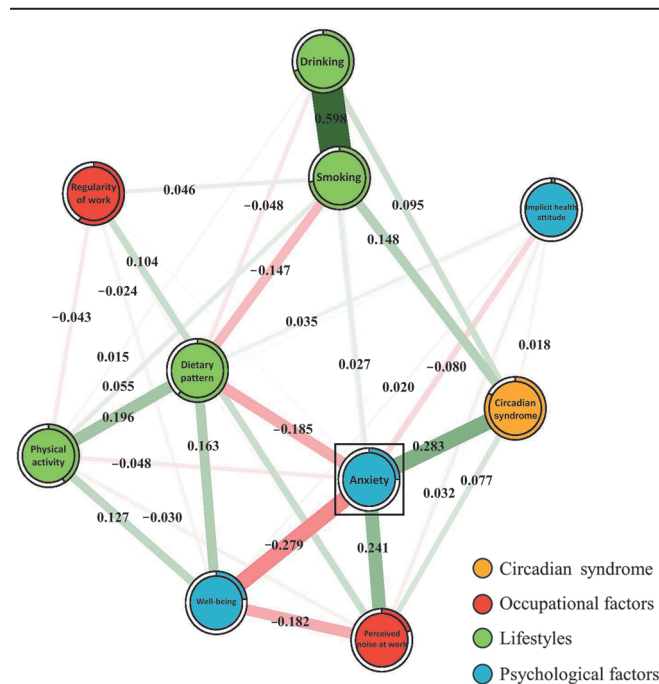 Drinking
0.598
Smoking
Regularity
of work
0.046
Implicit health
attitude
−0.048
0.095
0.148
0.104
−0.147
−0.024
−0.043
0.035
0.018
0.015
0.027
−0.080
Dietary
pattern
0.055
0.020
0.196
Circadian
syndrome
−0.185
0.163
0.283
Physical
activity
−0.048
Anxiety
0.077
0.032
0.127
−0.030
−0.279
0.241
Well-being
−0.182
Perceived
noise at work
Circadian syndrome
Occupational factors
Lifestyles
Psychological factors